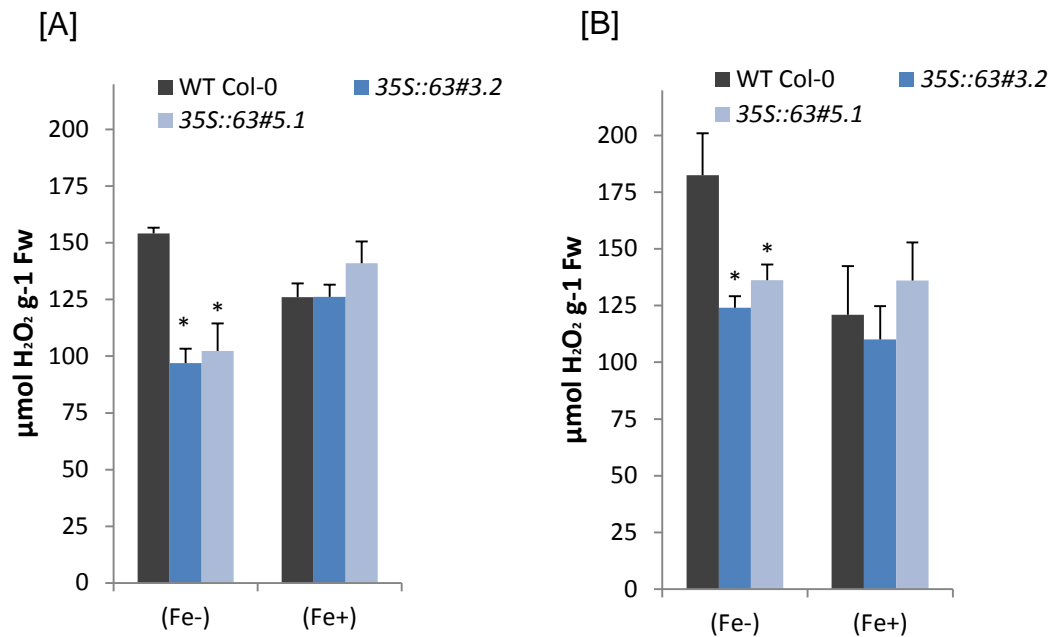 [A]
WT Col-0 35S::63#3.2
35S::63#5.1
µmol H₂O₂ g-1 Fw
200
175
150
125
100
75
50
25
0
* *
(Fe-) (Fe+)
[B]
WT Col-0 35S::63#3.2
35S::63#5.1
µmol H₂O₂ g-1 Fw
200
175
150
125
100
75
50
25
0
* *
(Fe-) (Fe+)